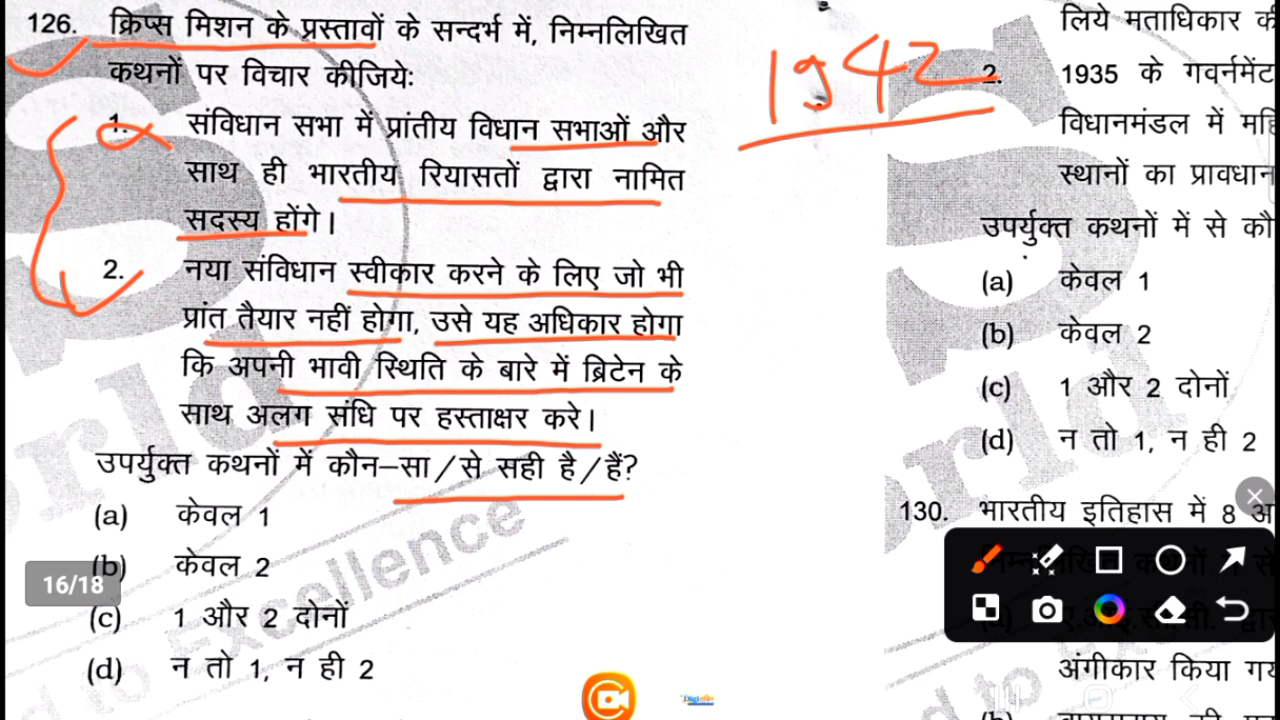 126. क्रिप्स मिशन के प्रस्तावों के सन्दर्भ में, निम्नलिखित
कथनों पर विचार कीजियेः
1. संविधान सभा में प्रांतीय विधान सभाओं और
साथ ही भारतीय रियासतों द्वारा नामित
सदस्य होंगे।
2. नया संविधान स्वीकार करने के लिए जो भी
प्रांत तैयार नहीं होगा, उसे यह अधिकार होगा
कि अपनी भावी स्थिति के बारे में ब्रिटेन के
साथ अलग संधि पर हस्ताक्षर करे।
उपर्युक्त कथनों में कौन–सा/से सही है/हैं?
(a) केवल 1
(b) केवल 2
(c) 1 और 2 दोनों
(d) न तो 1, न ही 2
16/18
1942
लिये मताधिकार
2. 1935 के गवर्नमेंट
विधानमंडल में
स्थानों का प्रावधान
उपर्युक्त कथनों में से
(a) केवल 1
(b) केवल 2
(c) 1 और 2 दोनों
(d) न तो 1, न ही 2
130. भारतीय इतिहास में 8
अंगीकार किया
Excellence